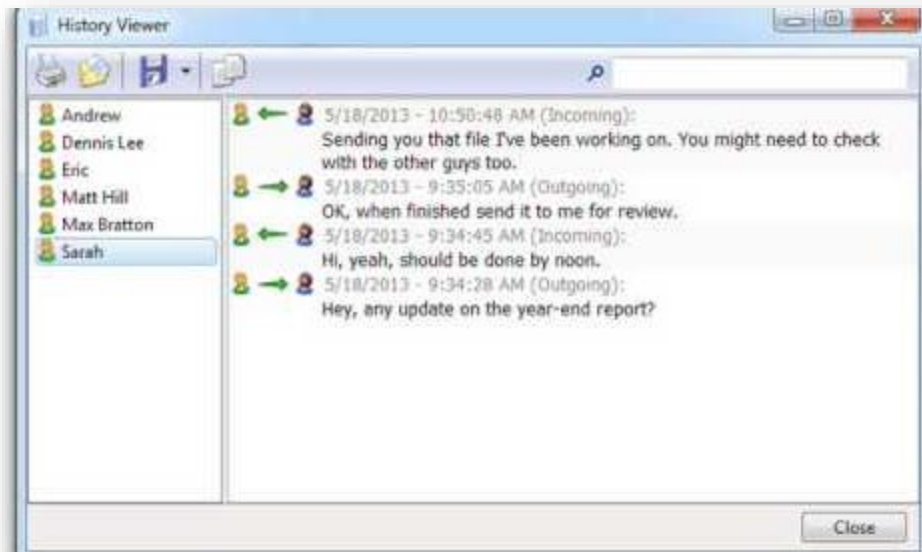 History Viewer
Andrew
Dennis Lee
Eric
Matt Hill
Max Bratton
Sarah
5/18/2013 - 10:50:48 AM (Incoming):
Sending you that file I've been working on. You might need to check
with the other guys too.
5/18/2013 - 9:35:05 AM (Outgoing):
OK, when finished send it to me for review.
5/18/2013 - 9:34:45 AM (Incoming):
Hi, yeah, should be done by noon.
5/18/2013 - 9:34:28 AM (Outgoing):
Hey, any update on the year-end report?
Close